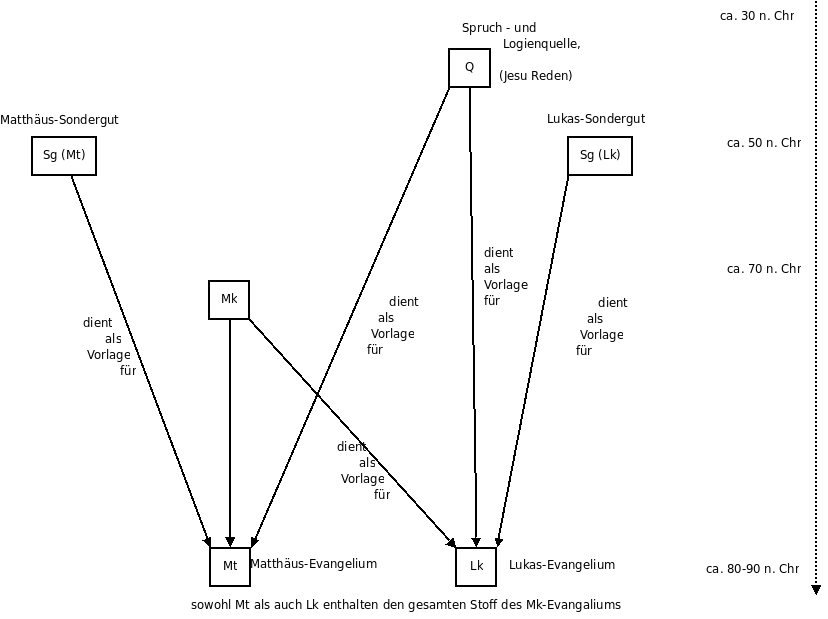 ca. 30 n. Chr
Spruch - und
Logienquelle,
Q
(Jesu Reden)
Matthäus-Sondergut
Lukas-Sondergut
ca. 50 n. Chr
Sg (Mt)
Sg (Lk)
dient
als
Vorlage
für
ca. 70 n. Chr
Mk
dient
als
Vorlage
für
dient
als
Vorlage
für
dient
als
Vorlage
für
dient
als
Vorlage
für
Mt
Matthäus-Evangelium
Lk
Lukas-Evangelium
ca. 80-90 n. Chr
sowohl Mt als auch Lk enthalten den gesamten Stoff des Mk-Evangaliums